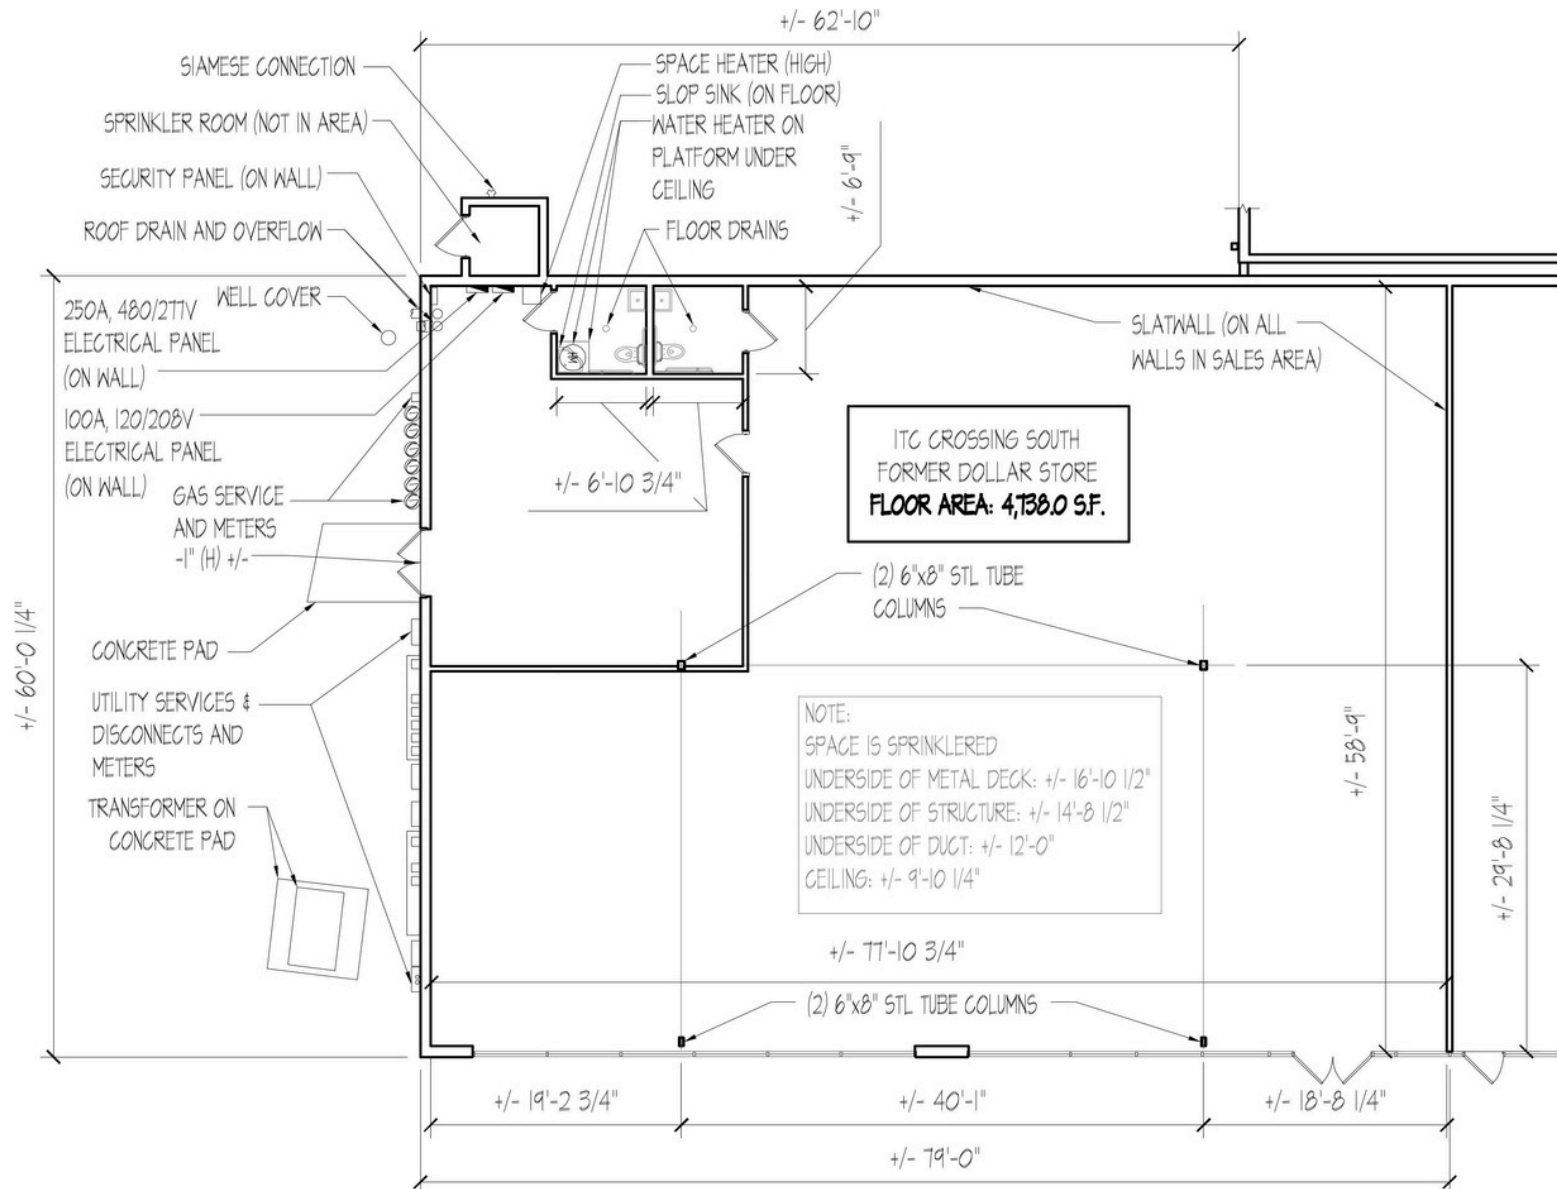 +/- 62'-10"
SIAMESE CONNECTION
SPRINKLER ROOM (NOT IN AREA)
SECURITY PANEL (ON WALL)
ROOF DRAIN AND OVERFLOW
WELL COVER
250A, 480/277V
ELECTRICAL PANEL
(ON WALL)
100A, 120/208V
ELECTRICAL PANEL
(ON WALL)
GAS SERVICE
AND METERS
-1" (H) +/-
+/- 60'-0 1/4"
CONCRETE PAD
UTILITY SERVICES &
DISCONNECTS AND
METERS
TRANSFORMER ON
CONCRETE PAD
SPACE HEATER (HIGH)
SLOP SINK (ON FLOOR)
WATER HEATER ON
PLATFORM UNDER
CEILING
FLOOR DRAINS
+/- 6'-9"
WH
+/- 6'-10 3/4"
SLATWALL (ON ALL
WALLS IN SALES AREA)
ITC CROSSING SOUTH
FORMER DOLLAR STORE
FLOOR AREA: 4,738.0 S.F.
(2) 6"x8" STL TUBE
COLUMNS
NOTE:
SPACE IS SPRINKLERED
UNDERSIDE OF METAL DECK: +/- 16'-10 1/2"
UNDERSIDE OF STRUCTURE: +/- 14'-8 1/2"
UNDERSIDE OF DUCT: +/- 12'-0"
CEILING: +/- 9'-10 1/4"
+/- 58'-9"
+/- 29'-8 1/4"
+/- 77'-10 3/4"
(2) 6"x8" STL TUBE COLUMNS
+/- 19'-2 3/4"
+/- 40'-1"
+/- 18'-8 1/4"
+/- 79'-0"